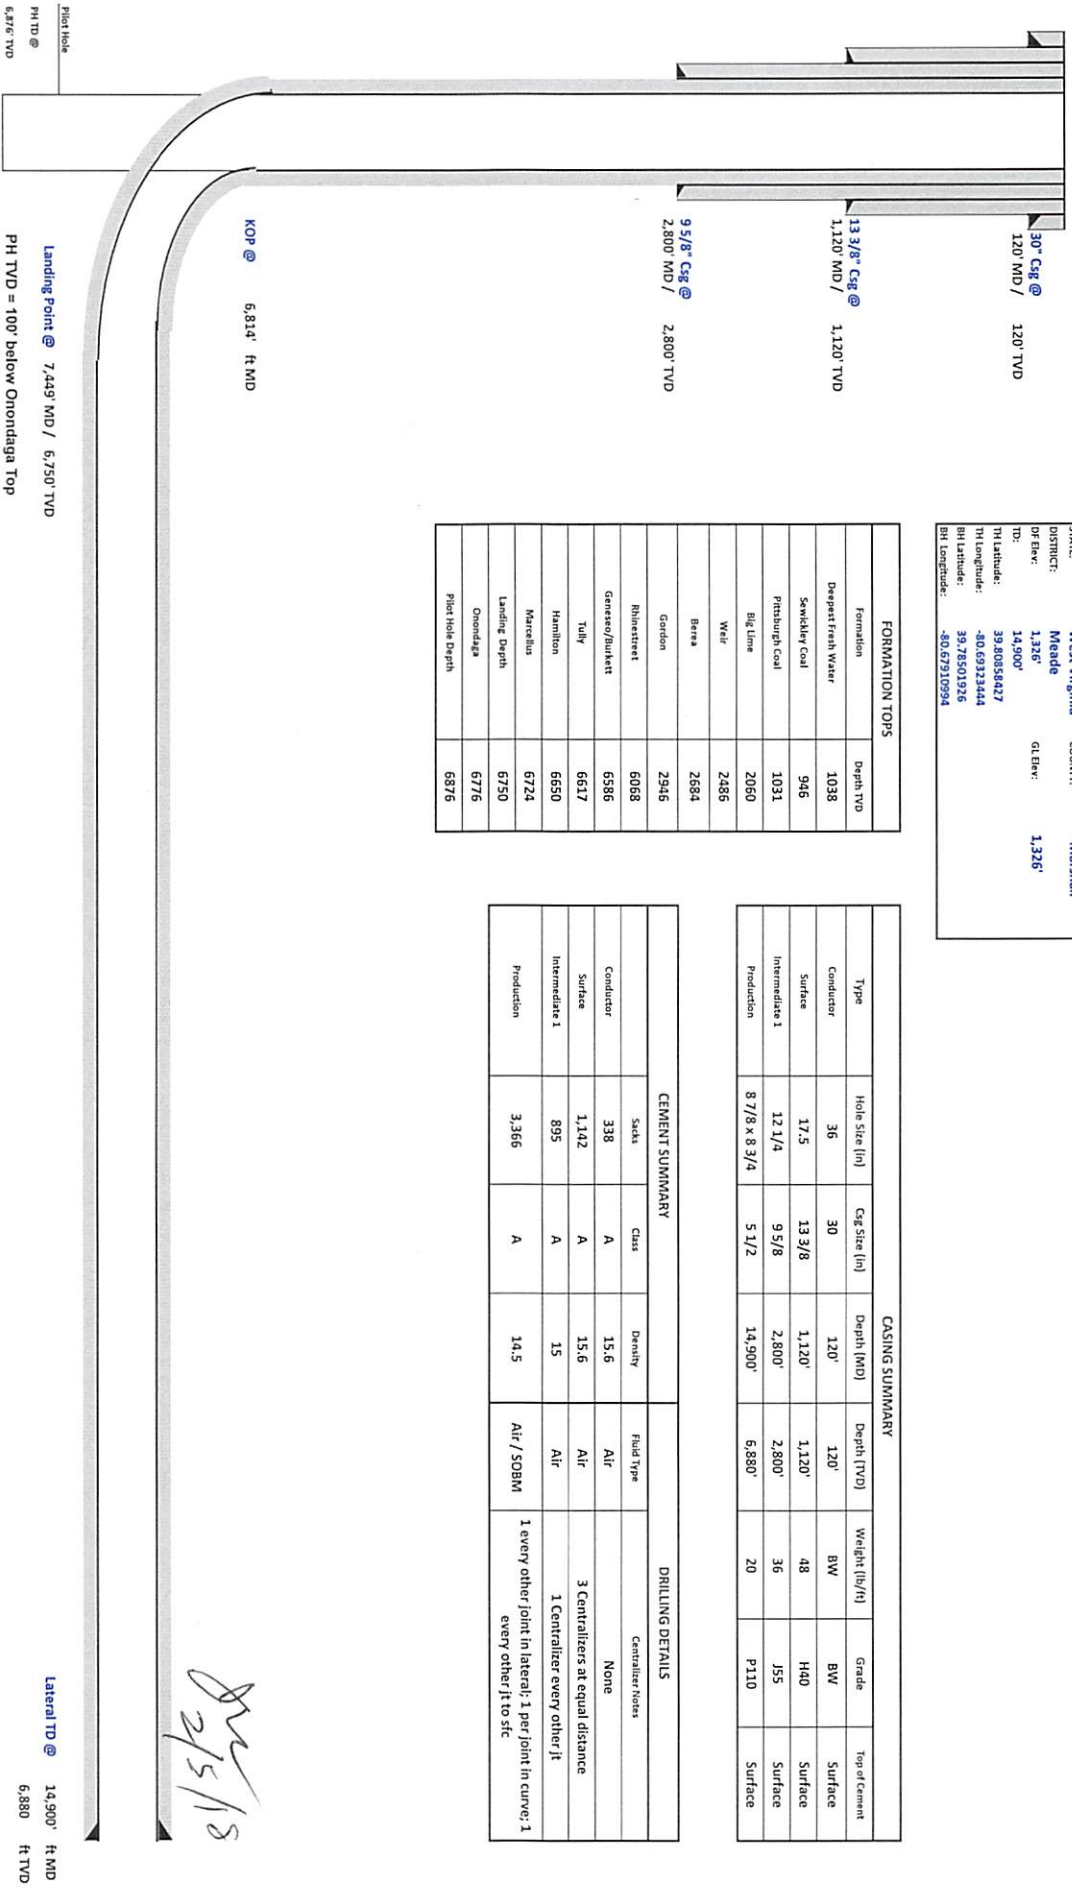 DISTRICT: Meade
DF Elev: 1,326' GL Elev: 1,326'
TD: 14,900'
TH Latitude: 39.80858427
TH Longitude: -80.69323444
BH Latitude: 39.78501926
BH Longitude: -80.67910994
30" Csg @
120' MD / 120' TVD
13 3/8" Csg @
1,120' MD / 1,120' TVD
9 5/8" Csg @
2,800' MD / 2,800' TVD
FORMATION TOPS
Formation Depth TVD
Deepest Fresh Water 1038
Sewickley Coal 946
Pittsburgh Coal 1031
Big Lime 2060
Weir 2486
Berea 2684
Gordon 2946
Rhinestreet 6068
Geneseo/Burkett 6586
Tully 6617
Hamilton 6650
Marcellus 6724
Landing Depth 6750
Onondaga 6776
Pilot Hole Depth 6876
CASING SUMMARY
Type Hole Size (in) Csg Size (in) Depth (MD) Depth (TVD) Weight (lb/ft) Grade Top of Cement
Conductor 36 30 120' 120' BW BW Surface
Surface 17.5 13 3/8 1,120' 1,120' 48 H40 Surface
Intermediate 1 12 1/4 9 5/8 2,800' 2,800' 36 J55 Surface
Production 8 7/8 x 8 3/4 5 1/2 14,900' 6,880' 20 P110 Surface
CEMENT SUMMARY DRILLING DETAILS
Sacks Class Density Fluid Type Centralizer Notes
Conductor 338 A 15.6 Air None
Surface 1,142 A 15.6 Air 3 Centralizers at equal distance
Intermediate 1 895 A 15 Air 1 Centralizer every other jt
Production 3,366 A 14.5 Air / SOBM 1 every other joint in lateral; 1 per joint in curve; 1
every other jt to sfc
KOP @ 6,814' ft MD
2/5/18
Pilot Hole
PH TD @
6,876' TVD
Landing Point @ 7,449' MD / 6,750' TVD
PH TVD = 100' below Onondaga Top
Lateral TD @ 14,900' ft MD
6,880 ft TVD